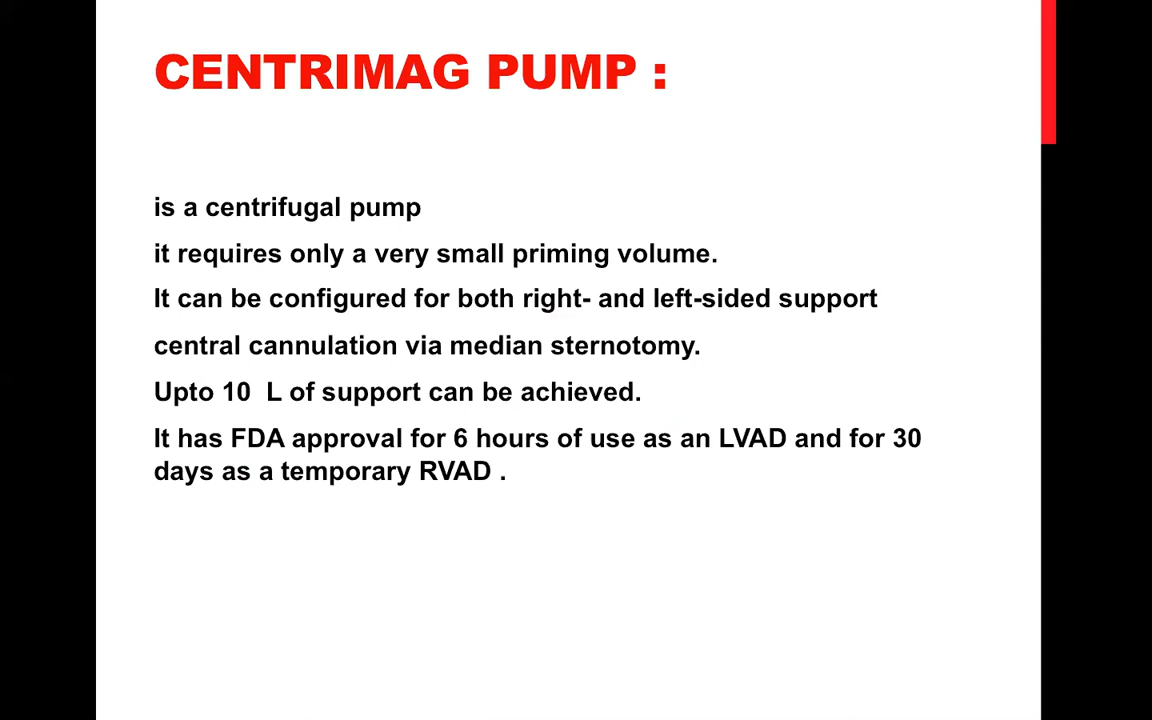 CENTRIMAG PUMP :
is a centrifugal pump
it requires only a very small priming volume.
It can be configured for both right- and left-sided support
central cannulation via median sternotomy.
Upto 10  L of support can be achieved.
It has FDA approval for 6 hours of use as an LVAD and for 30
days as a temporary RVAD .